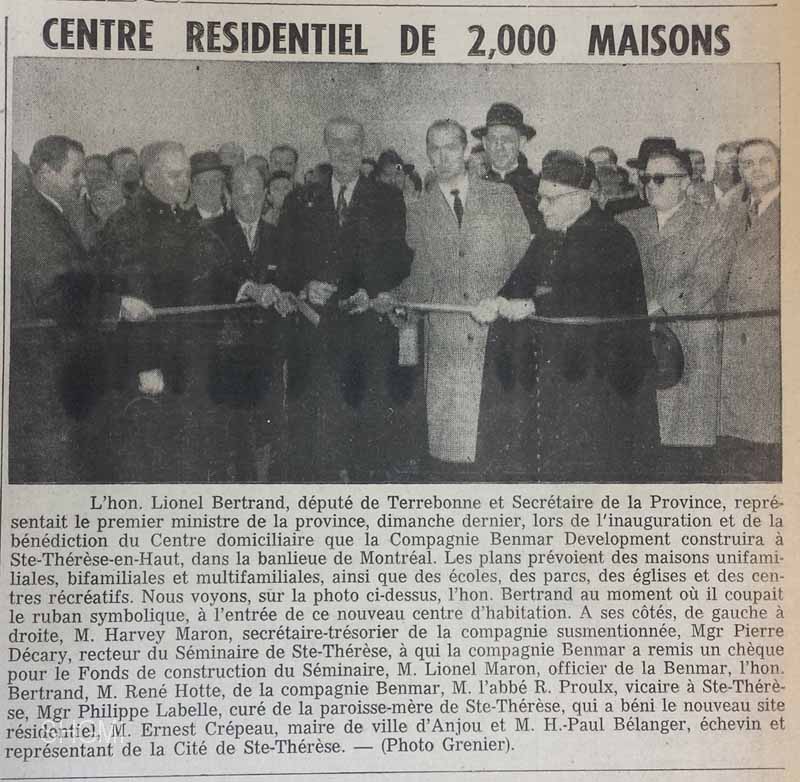 CENTRE RESIDENTIEL DE 2,000 MAISONS
L'hon. Lionel Bertrand, député de Terrebonne et Secrétaire de la Province, repré-
sentait le premier ministre de la province, dimanche dernier, lors de l'inauguration et de la
bénédiction du Centre domiciliaire que la Compagnie Benmar Development construira à
Ste-Thérèse-en-Haut, dans la banlieue de Montréal. Les plans prévoient des maisons unifami-
liales, bifamiliales et multifamiliales, ainsi que des écoles, des parcs, des églises et des cen-
tres récréatifs. Nous voyons, sur la photo ci-dessus, l'hon. Bertrand au moment où il coupait
le ruban symbolique, à l'entrée de ce nouveau centre d'habitation. A ses côtés, de gauche à
droite, M. Harvey Maron, secrétaire-trésorier de la compagnie susmentionnée, Mgr Pierre
Décary, recteur du Séminaire de Ste-Thérèse, à qui la compagnie Benmar a remis un chèque
pour le Fonds de construction du Séminaire, M. Lionel Maron, officier de la Benmar, l'hon.
Bertrand, M. René Hotte, de la compagnie Benmar, M. l'abbé R. Proulx, vicaire à Ste-Thérè-
se, Mgr Philippe Labelle, curé de la paroisse-mère de Ste-Thérèse, qui a béni le nouveau site
résidentiel, M. Ernest Crépeau, maire de ville d'Anjou et M. H.-Paul Bélanger, échevin et
représentant de la Cité de Ste-Thérèse. — (Photo Grenier).